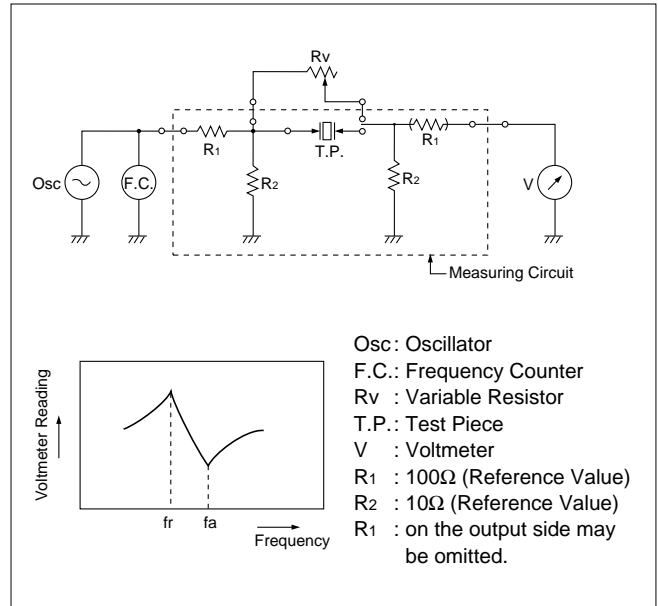 Rv
R1
T.P.
R1
Osc
F.C.
R2
R2
V
Measuring Circuit
Voltmeter Reading
fr
fa
Frequency
Osc : Oscillator
F.C. : Frequency Counter
Rv : Variable Resistor
T.P. : Test Piece
V : Voltmeter
R1 : 100Ω (Reference Value)
R2 : 10Ω (Reference Value)
R1 : on the output side may
be omitted.